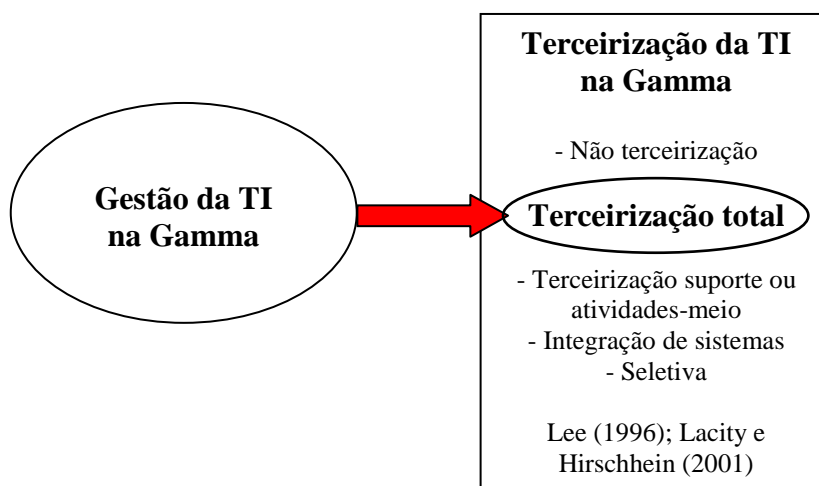 Gestão da TI
na Gamma
Terceirização da TI
na Gamma
- Não terceirização
Terceirização total
- Terceirização suporte ou
atividades-meio
- Integração de sistemas
- Seletiva
Lee (1996); Lacity e
Hirschhein (2001)